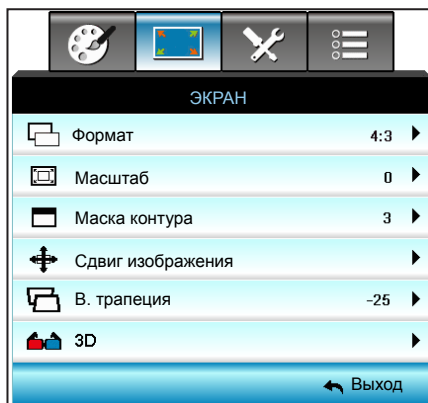 ЭКРАН
Формат 4:3
Масштаб 0
Маска контура 3
Сдвиг изображения
В. трапеция -25
3D
Выход